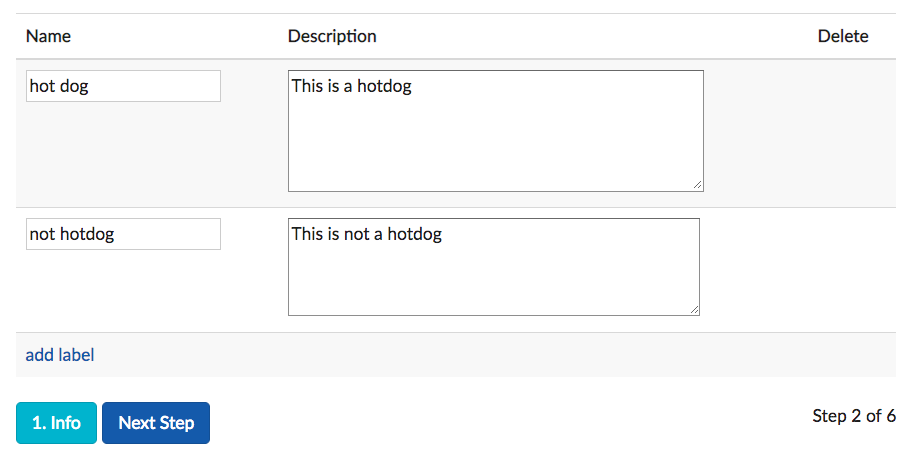 Name Description Delete
hot dog This is a hotdog
not hotdog This is not a hotdog
add label
1. Info Next Step Step 2 of 6